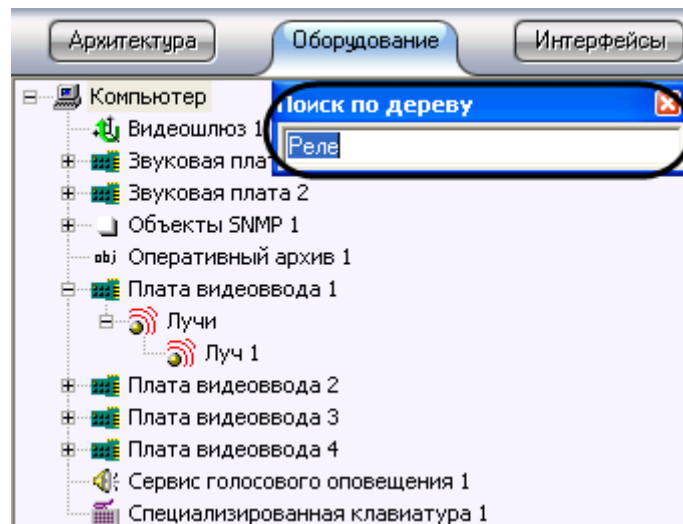 Архитектура Оборудование Интерфейсы
Компьютер
Поиск по дереву
Видеошлюз 1
Реле
Звуковая пла
Звуковая плата 2
Объекты SNMP 1
obj Оперативный архив 1
Плата видеоввода 1
Лучи
Луч 1
Плата видеоввода 2
Плата видеоввода 3
Плата видеоввода 4
Сервис голосового оповещения 1
Специализированная клавиатура 1